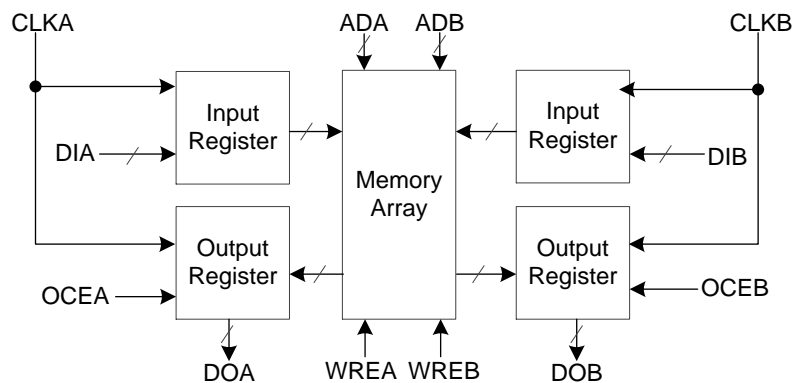 CLKA
ADA
ADB
CLKB
Input
Register
Input
Register
DIA
DIB
Memory
Array
Output
Register
Output
Register
OCEA
OCEB
DOA
WREA
WREB
DOB